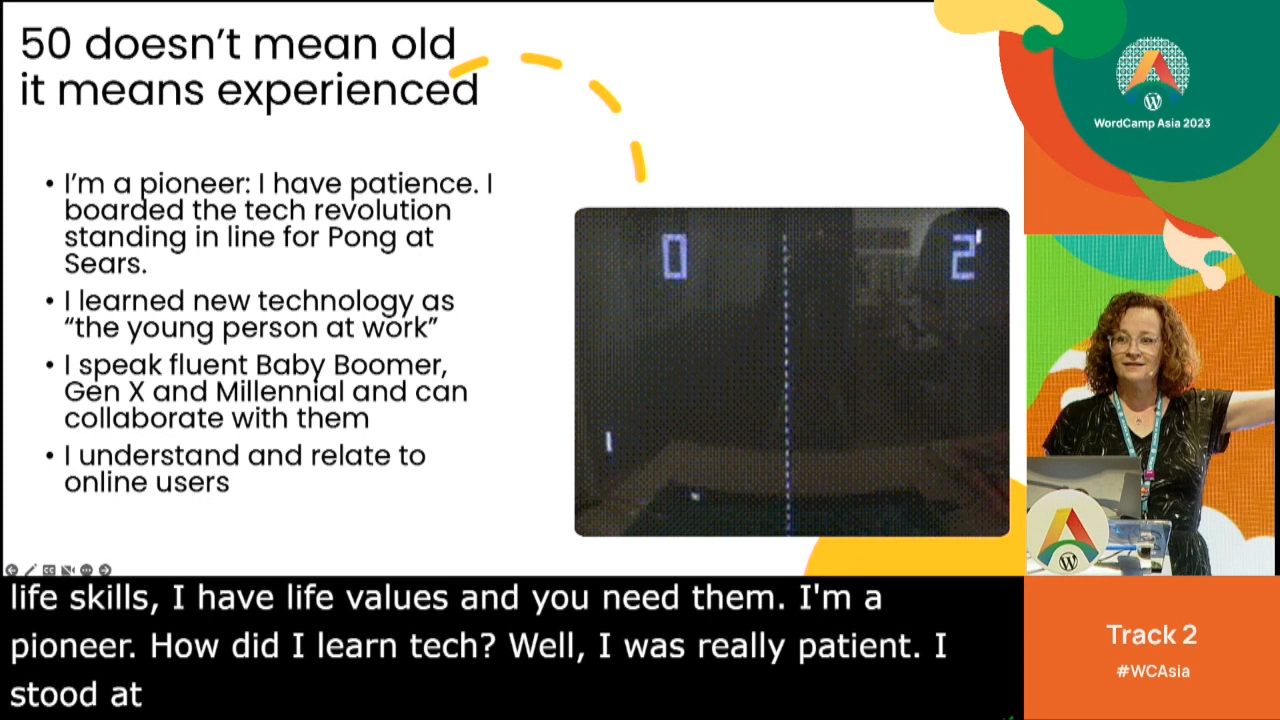 50 doesn’t mean old
it means experienced
• I’m a pioneer: I have patience. I
boarded the tech revolution
standing in line for Pong at
Sears.
• I learned new technology as
“the young person at work”
• I speak fluent Baby Boomer,
Gen X and Millennial and can
collaborate with them
• I understand and relate to
online users
0
2
WordCamp Asia 2023
life skills, I have life values and you need them. I'm a
pioneer. How did I learn tech? Well, I was really patient. I
stood at
Track 2
#WCAsia